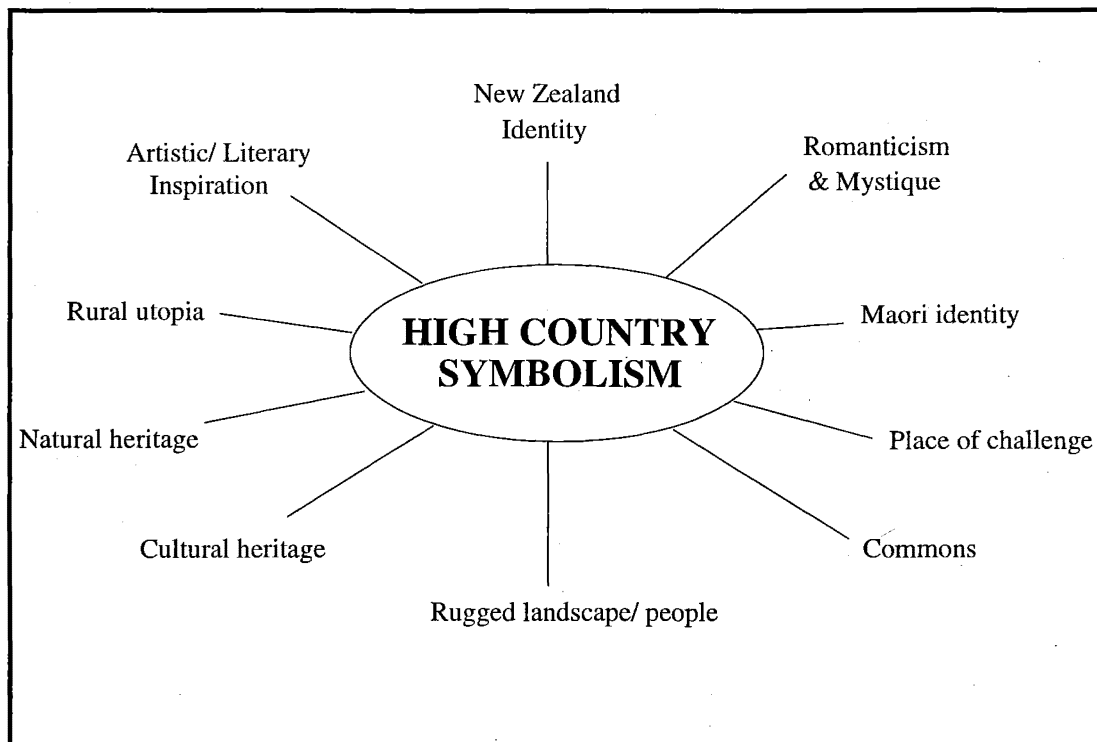 New Zealand
Identity
Artistic/ Literary
Inspiration
Romanticism
& Mystique
Rural utopia
HIGH COUNTRY
SYMBOLISM
Maori identity
Natural heritage
Place of challenge
Cultural heritage
Commons
Rugged landscape/ people